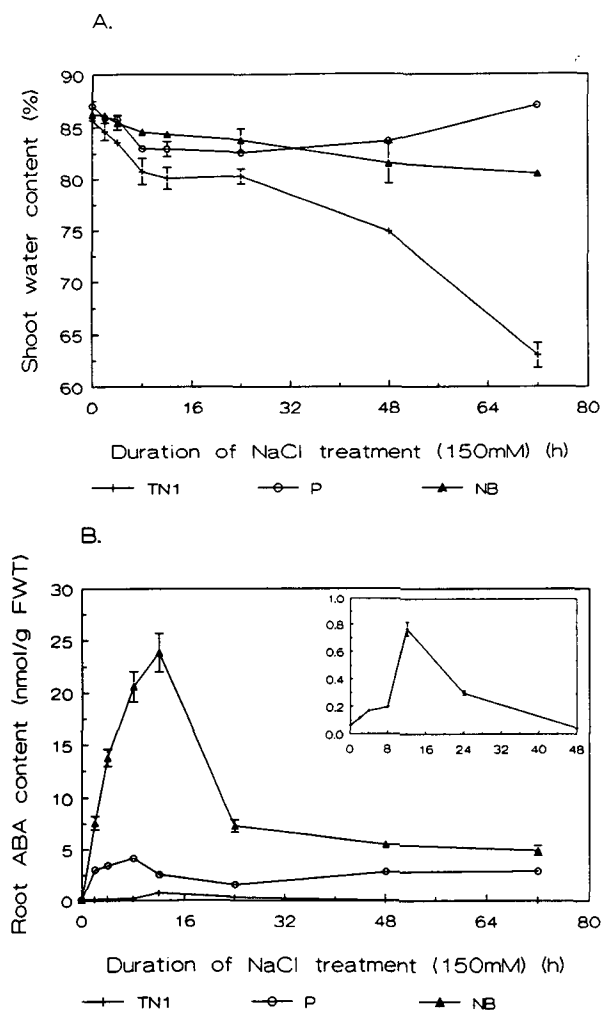 A.
Shoot water content (%)
90
85
80
75
70
65
60
0 16 32 48 64 80
Duration of NaCl treatment (150mM) (h)
TN1 P NB
B.
Root ABA content (nmol/g FWT)
30
25
20
15
10
5
0
1.0
0.8
0.6
0.4
0.2
0.0
0 8 16 24 32 40 48
0 16 32 48 64 80
Duration of NaCl treatment (150mM) (h)
TN1 P NB